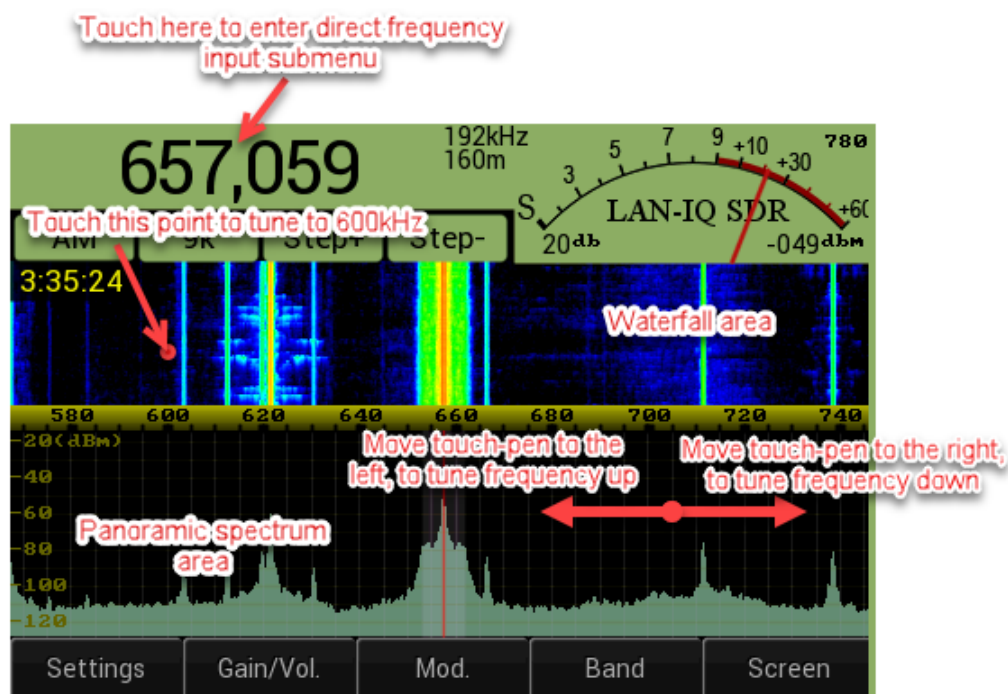 Touch here to enter direct frequency
input submenu
657,059
192kHz
160m
S 3 5 7 9 +10 +30 +60
780
LAN-IQ SDR
20db -049dbm
Touch this point to tune to 600kHz
AM 9k Step+ Step-
3:35:24
Waterfall area
580 600 620 640 660 680 700 720 740
-20(dBm)
-40
-60
-80
-100
-120
Move touch-pen to the
left, to tune frequency up
Move touch-pen to the right,
to tune frequency down
Panoramic spectrum
area
Settings Gain/Vol. Mod. Band Screen